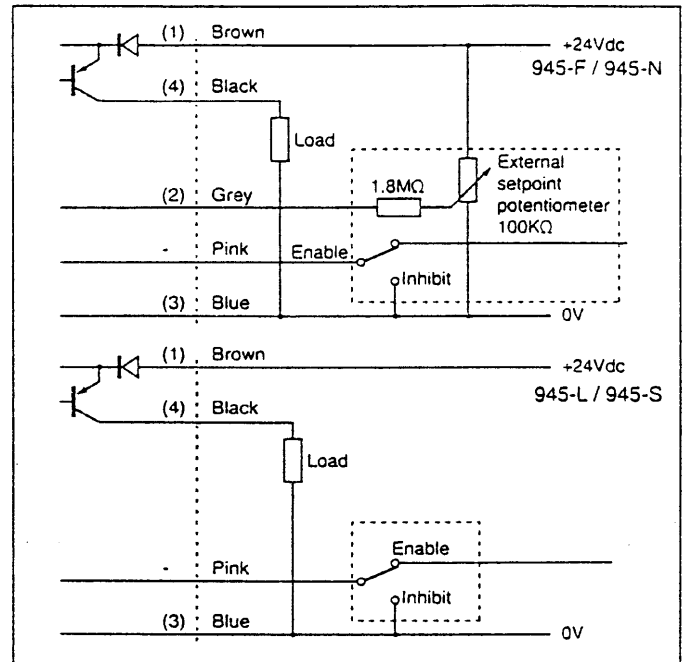 (1) Brown
+24Vdc
945-F / 945-N
(4) Black
Load
External
setpoint
potentiometer
100KΩ
1.8MΩ
(2) Grey
- Pink
Enable
Inhibit
(3) Blue
0V
(1) Brown
+24Vdc
945-L / 945-S
(4) Black
Load
Enable
- Pink
Inhibit
(3) Blue
0V